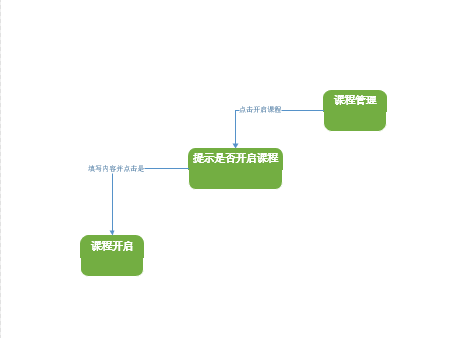 课程管理
点击开启课程
提示是否开启课程
填写内容并点击是
课程开启